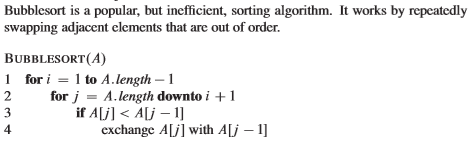 Bubblesort is a popular, but inefficient, sorting algorithm. It works by repeatedly
swapping adjacent elements that are out of order.
BUBBLESORT(A)
1 for i = 1 to A.length − 1
2 for j = A.length downto i + 1
3 if A[j] < A[j − 1]
4 exchange A[j] with A[j − 1]